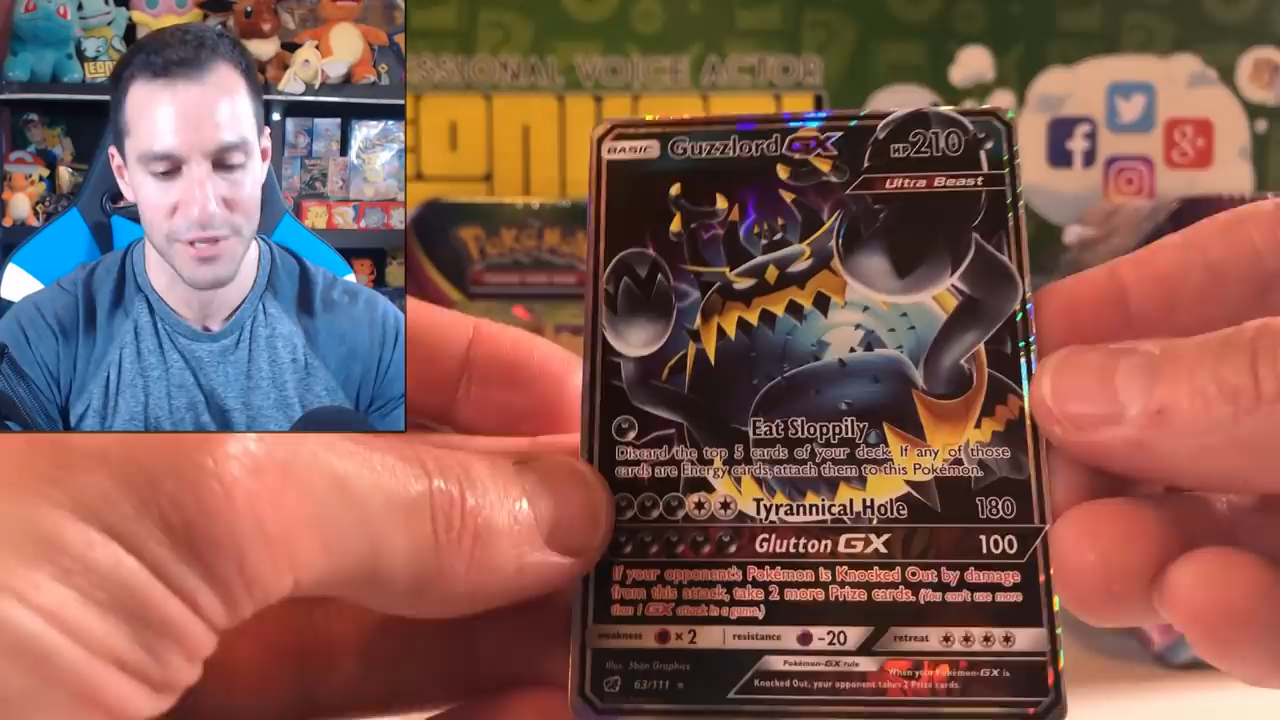 LEON
SSIONAL VOICE ACTOR
Pokémon
BASIC Guzzlord GX HP210
Ultra Beast
Eat Sloppily
Discard the top 5 cards of your deck. If any of those
cards are Energy cards, attach them to this Pokémon.
Tyrannical Hole 180
Glutton GX 100
If your opponent's Pokémon is Knocked Out by damage
from this attack, take 2 more Prize cards. (You can't use more
than 1 GX attack in a game.)
weakness ×2 resistance -20 retreat
Illus. 5ban Graphics
Pokémon-GX rule
When your Pokémon-GX is
Knocked Out, your opponent takes 2 Prize cards.
63/111